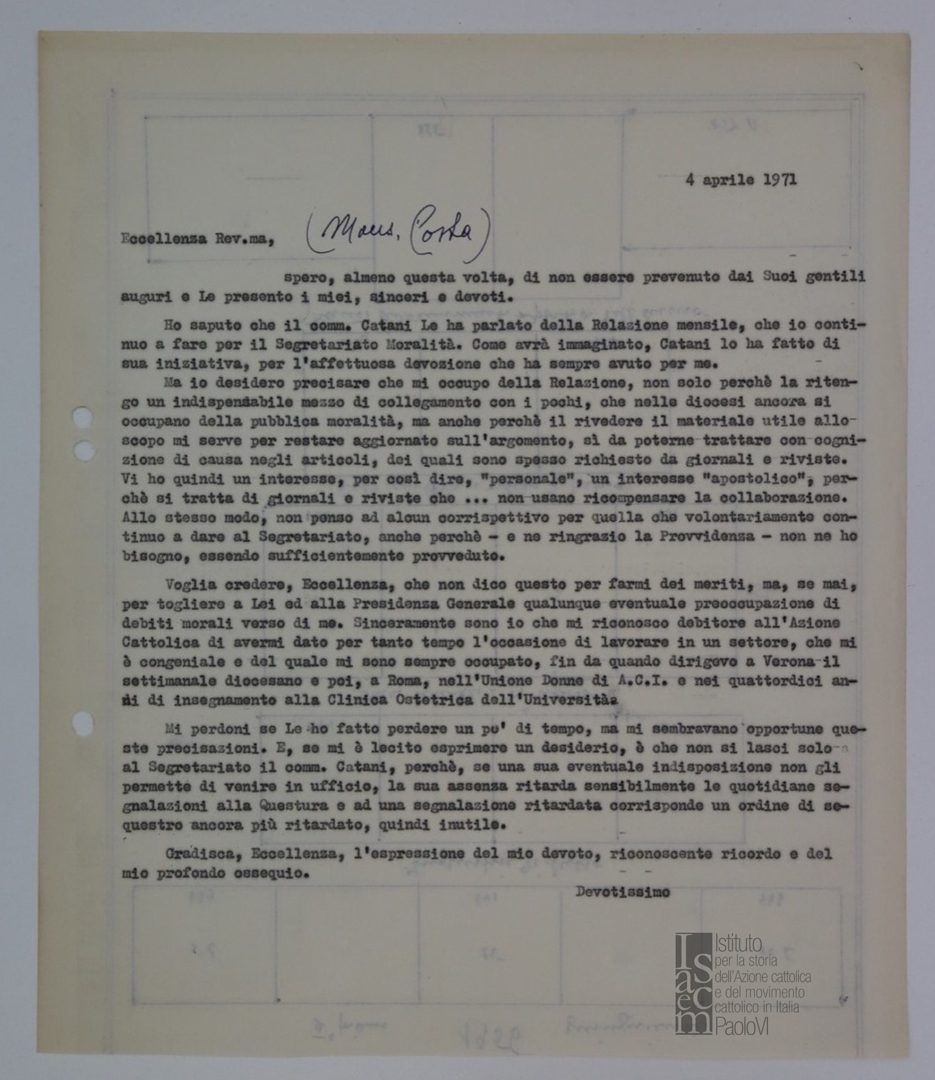 4 aprile 1971
Eccellenza Rev.ma, (Mons. Costa)
spero, almeno questa volta, di non essere prevenuto dai Suoi gentili
auguri e Le presento i miei, sinceri e devoti.
Ho saputo che il comm. Catani Le ha parlato della Relazione mensile, che io conti-
nuo a fare per il Segretariato Moralità. Come avrà immaginato, Catani lo ha fatto di
sua iniziativa, per l'affettuosa devozione che ha sempre avuto per me.
Ma io desidero precisare che mi occupo della Relazione, non solo perchè la riten-
go un indispensabile mezzo di collegamento con i pochi, che nelle diocesi ancora si
occupano della pubblica moralità, ma anche perchè il rivedere il materiale utile allo-
scopo mi serve per restare aggiornato sull'argomento, sì da poterne trattare con cogni-
zione di causa negli articoli, dei quali sono spesso richiesto da giornali e riviste.
Vi ho quindi un interesse, per così dire, "personale", un interesse "apostolico", per-
chè si tratta di giornali e riviste che ... non usano ricompensare la collaborazione.
Allo stesso modo, non penso ad alcun corrispettivo per quella che volontariamente con-
tinuo a dare al Segretariato, anche perchè - e ne ringrazio la Provvidenza - non ne ho
bisogno, essendo sufficientemente provveduto.
Voglia credere, Eccellenza, che non dico questo per farmi dei meriti, ma, se mai,
per togliere a Lei ed alla Presidenza Generale qualunque eventuale preoccupazione di
debiti morali verso di me. Sinceramente sono io che mi riconosco debitore all'Azione
Cattolica di avermi dato per tanto tempo l'occasione di lavorare in un settore, che mi
è congeniale e del quale mi sono sempre occupato, fin da quando dirigevo a Verona il
settimanale diocesano e poi, a Roma, nell'Unione Donne di A.C.I. e nei quattordici an-
ni di insegnamento alla Clinica Ostetrica dell'Università.
Mi perdoni se Le ho fatto perdere un po' di tempo, ma mi sembravano opportune que-
ste precisazioni. E, se mi è lecito esprimere un desiderio, è che non si lasci solo
al Segretariato il comm. Catani, perchè, se una sua eventuale indisposizione non gli
permette di venire in ufficio, la sua assenza ritarda sensibilmente le quotidiane se-
gnalazioni alla Questura e ad una segnalazione ritardata corrisponde un ordine di se-
questro ancora più ritardato, quindi inutile.
Gradisca, Eccellenza, l'espressione del mio devoto, riconoscente ricordo e del
mio profondo ossequio.
Devotissimo
Isacem
Istituto
per la storia
dell'Azione cattolica
e del movimento
cattolico in Italia
PaoloVI